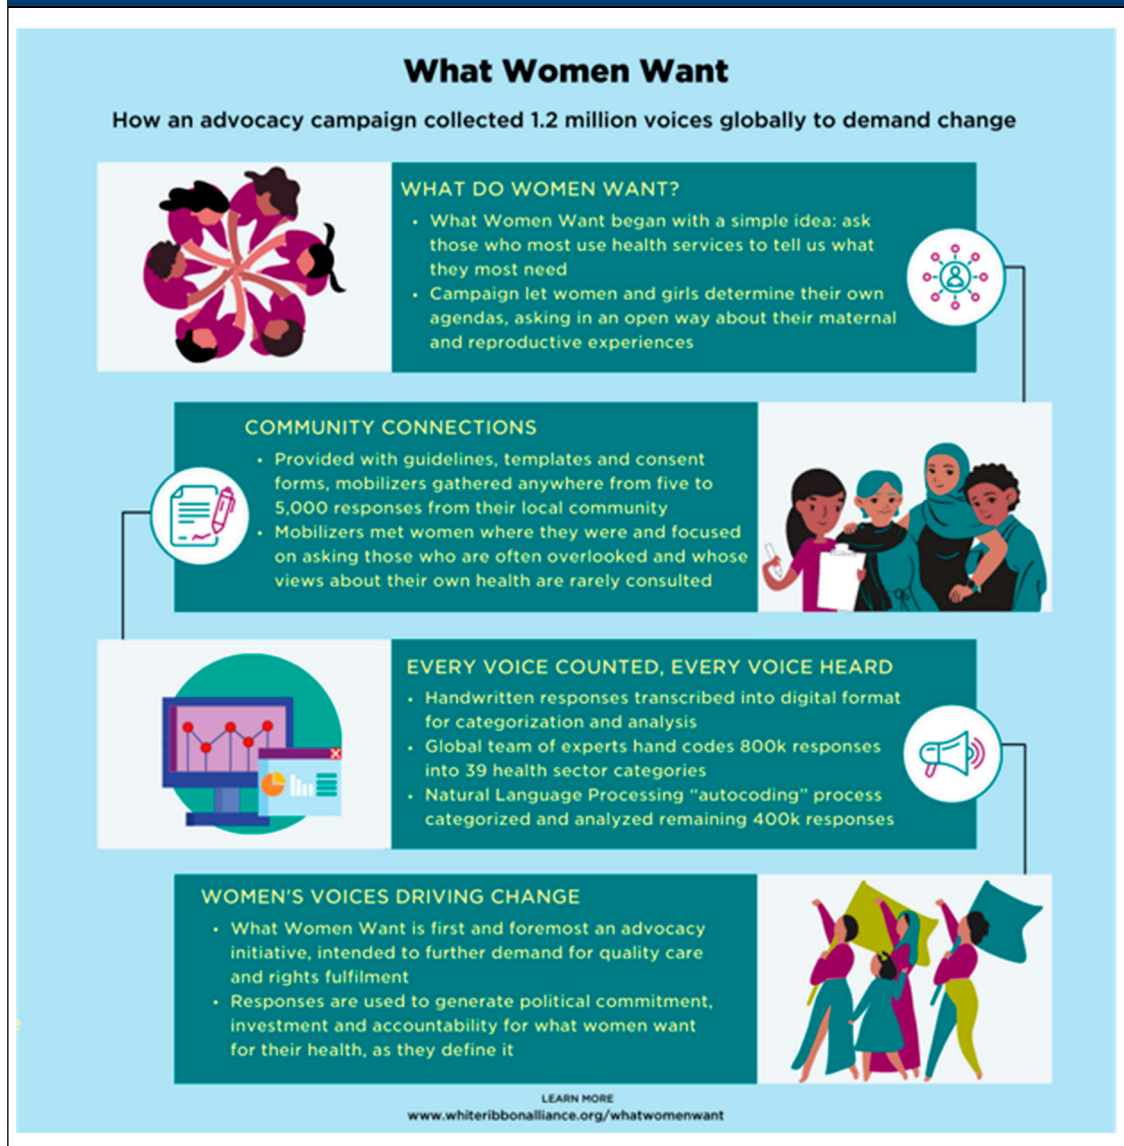 What Women Want
How an advocacy campaign collected 1.2 million voices globally to demand change
WHAT DO WOMEN WANT?
• What Women Want began with a simple idea: ask
those who most use health services to tell us what
they most need
• Campaign let women and girls determine their own
agendas, asking in an open way about their maternal
and reproductive experiences
COMMUNITY CONNECTIONS
• Provided with guidelines, templates and consent
forms, mobilizers gathered anywhere from five to
5,000 responses from their local community
• Mobilizers met women where they were and focused
on asking those who are often overlooked and whose
views about their own health are rarely consulted
EVERY VOICE COUNTED, EVERY VOICE HEARD
• Handwritten responses transcribed into digital format
for categorization and analysis
• Global team of experts hand codes 800k responses
into 39 health sector categories
• Natural Language Processing “autocoding” process
categorized and analyzed remaining 400k responses
WOMEN'S VOICES DRIVING CHANGE
• What Women Want is first and foremost an advocacy
initiative, intended to further demand for quality care
and rights fulfilment
• Responses are used to generate political commitment,
investment and accountability for what women want
for their health, as they define it
e
LEARN MORE
www.whiteribbonalliance.org/whatwomenwant